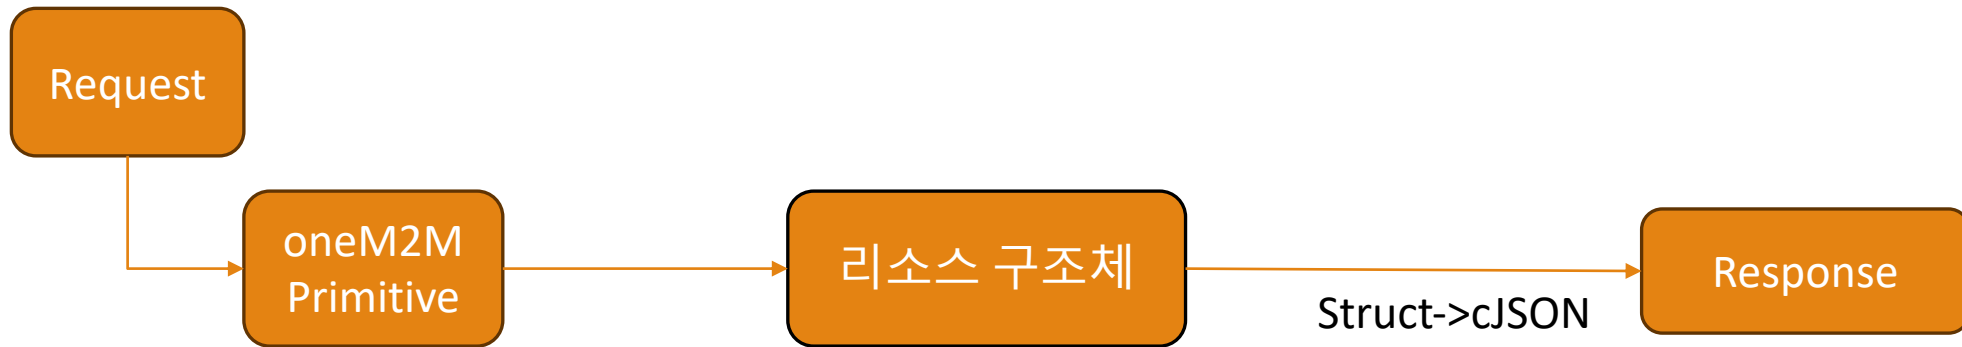 Request
oneM2M
Primitive
리소스 구조체
Struct->cJSON
Response